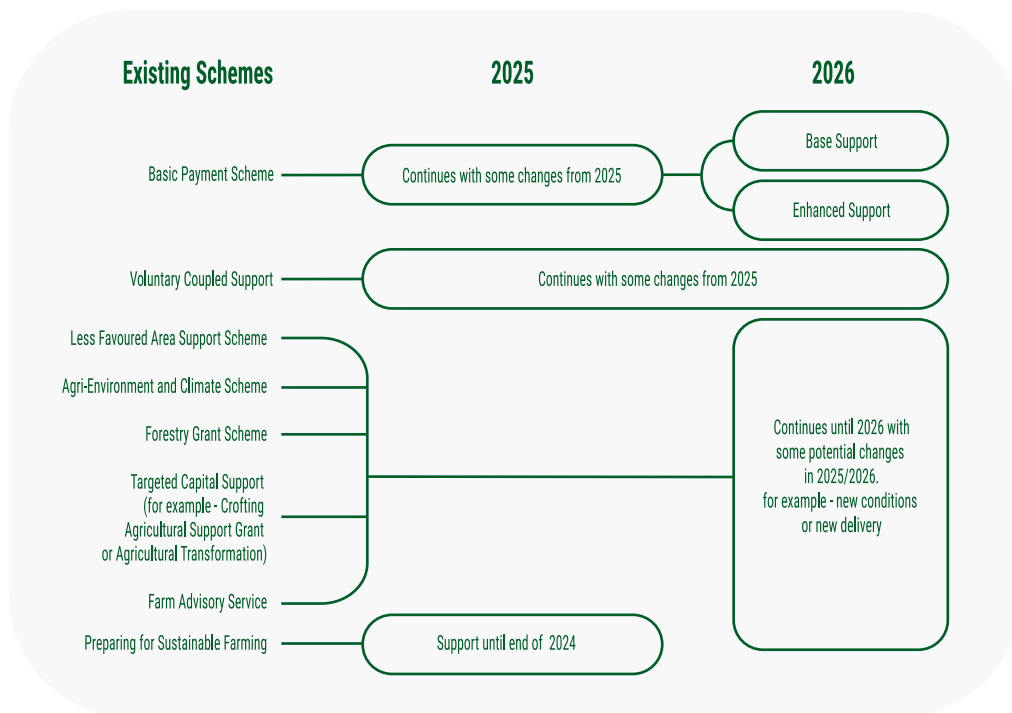 Existing Schemes
2025
2026
Basic Payment Scheme
Continues with some changes from 2025
Base Support
Enhanced Support
Voluntary Coupled Support
Continues with some changes from 2025
Less Favoured Area Support Scheme
Agri-Environment and Climate Scheme
Forestry Grant Scheme
Targeted Capital Support
(for example - Crofting
Agricultural Support Grant
or Agricultural Transformation)
Farm Advisory Service
Continues until 2026 with
some potential changes
in 2025/2026.
for example - new conditions
or new delivery
Preparing for Sustainable Farming
Support until end of 2024